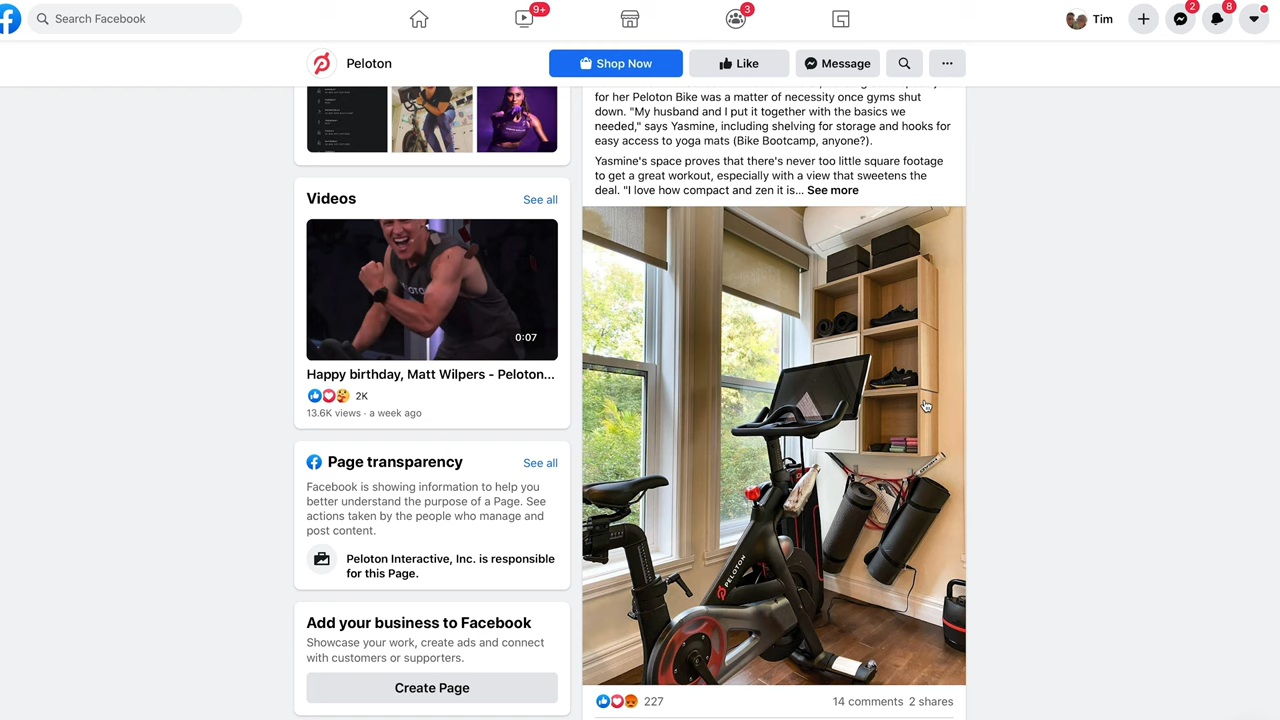 Search Facebook
9+
3
Tim
2
8
Peloton
Shop Now
Like
Message
for her Peloton Bike was a matter of necessity once gyms shut
down. "My husband and I put it together with the basics we
needed," says Yasmine, including shelving for storage and hooks for
easy access to yoga mats (Bike Bootcamp, anyone?).
Yasmine's space proves that there's never too little square footage
to get a great workout, especially with a view that sweetens the
deal. "I love how compact and zen it is... See more
Videos
See all
0:07
Happy birthday, Matt Wilpers - Peloton...
2K
13.6K views · a week ago
Page transparency
See all
Facebook is showing information to help you
better understand the purpose of a Page. See
actions taken by the people who manage and
post content.
Peloton Interactive, Inc. is responsible
for this Page.
Add your business to Facebook
Showcase your work, create ads and connect
with customers or supporters.
Create Page
PELOTON
227
14 comments 2 shares